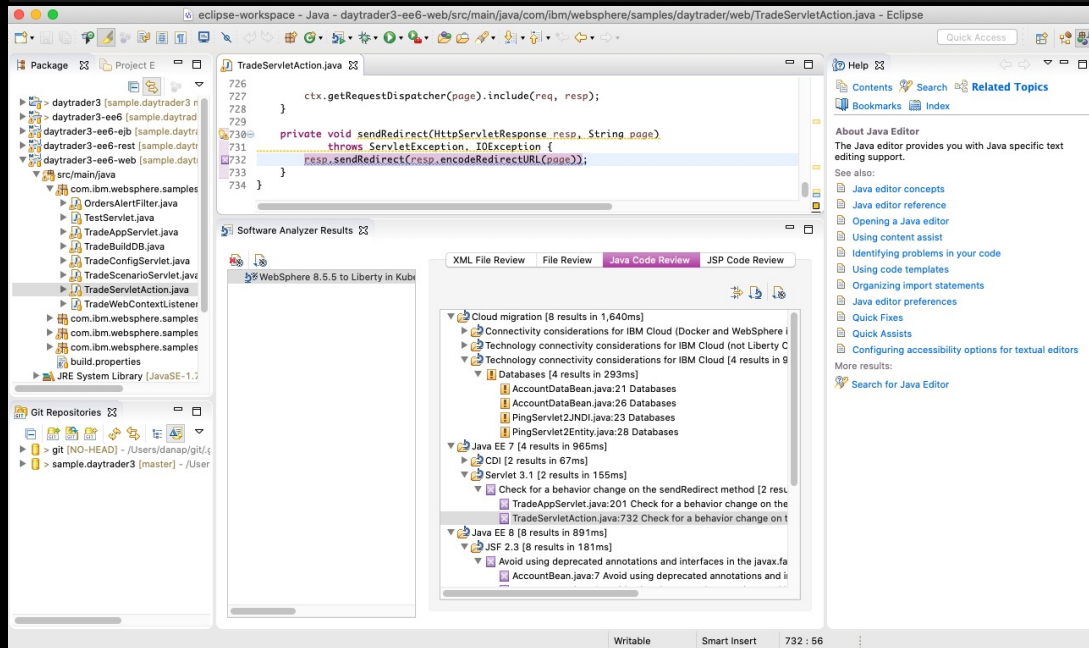 eclipse-workspace - Java - daytrader3-ee6-web/src/main/java/com/ibm/websphere/samples/daytrader/web/TradeServletAction.java - Eclipse
Quick Access
Package
Project E
> daytrader3 [sample.daytrader3 n
> daytrader3-ee6 [sample.daytrad
daytrader3-ee6-ejb [sample.daytra
daytrader3-ee6-rest [sample.daytr
daytrader3-ee6-web [sample.daytr
src/main/java
com.ibm.websphere.samples
OrdersAlertFilter.java
TestServlet.java
TradeAppServlet.java
TradeBuildDB.java
TradeConfigServlet.java
TradeScenarioServlet.java
TradeServletAction.java
TradeWebContextListener
com.ibm.websphere.samples
com.ibm.websphere.samples
com.ibm.websphere.samples
build.properties
JRE System Library [JavaSE-1.7
Git Repositories
> git [NO-HEAD] - /Users/danap/git/.g
> sample.daytrader3 [master] - /User
TradeServletAction.java
726
727 ctx.getRequestDispatcher(page).include(req, resp);
728 }
729
730 private void sendRedirect(HttpServletResponse resp, String page)
731 throws ServletException, IOException {
732 resp.sendRedirect(resp.encodeRedirectURL(page));
733 }
734 }
Software Analyzer Results
WebSphere 8.5.5 to Liberty in Kube
XML File Review File Review Java Code Review JSP Code Review
Cloud migration [8 results in 1,640ms]
Connectivity considerations for IBM Cloud (Docker and WebSphere i
Technology connectivity considerations for IBM Cloud (not Liberty C
Technology connectivity considerations for IBM Cloud [4 results in 9
Databases [4 results in 293ms]
AccountDataBean.java:21 Databases
AccountDataBean.java:26 Databases
PingServlet2JNDI.java:23 Databases
PingServlet2Entity.java:28 Databases
Java EE 7 [4 results in 965ms]
CDI [2 results in 67ms]
Servlet 3.1 [2 results in 155ms]
Check for a behavior change on the sendRedirect method [2 resu
TradeAppServlet.java:201 Check for a behavior change on the
TradeServletAction.java:732 Check for a behavior change on t
Java EE 8 [8 results in 891ms]
JSF 2.3 [8 results in 181ms]
Avoid using deprecated annotations and interfaces in the javax.fa
AccountBean.java:7 Avoid using deprecated annotations and i
Help
Contents Search Related Topics
Bookmarks Index
About Java Editor
The Java editor provides you with Java specific text
editing support.
See also:
Java editor concepts
Java editor reference
Opening a Java editor
Using content assist
Identifying problems in your code
Using code templates
Organizing import statements
Java editor preferences
Quick Fixes
Quick Assists
Configuring accessibility options for textual editors
More results:
Search for Java Editor
Writable Smart Insert 732 : 56